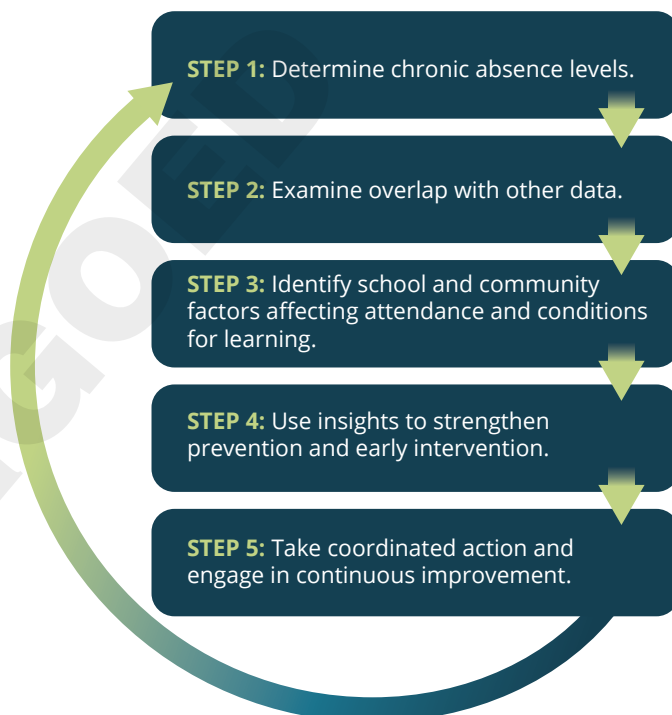 STEP 1: Determine chronic absence levels.
STEP 2: Examine overlap with other data.
STEP 3: Identify school and community
factors affecting attendance and conditions
for learning.
STEP 4: Use insights to strengthen
prevention and early intervention.
STEP 5: Take coordinated action and
engage in continuous improvement.